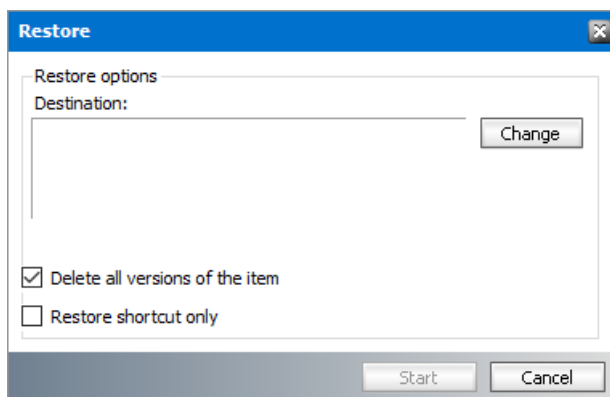 Restore
Restore options
Destination:
Change
Delete all versions of the item
Restore shortcut only
Start
Cancel